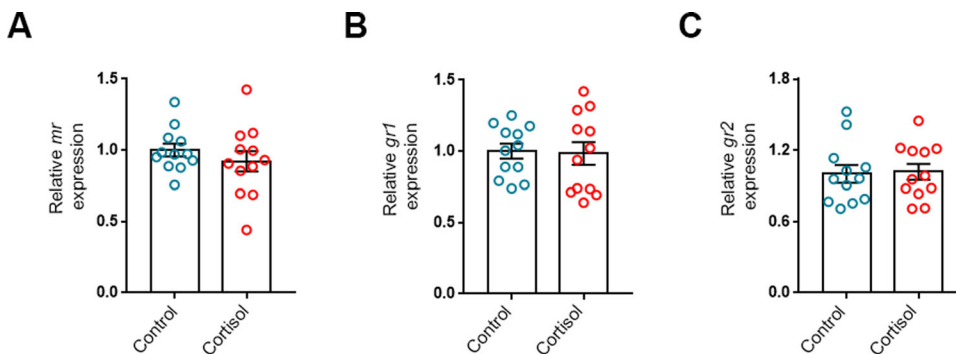 A
Relative mr
expression
1.5
1.0
0.5
0.0
Control
Cortisol
B
Relative gr1
expression
1.5
1.0
0.5
0.0
Control
Cortisol
C
Relative gr2
expression
1.8
1.2
0.6
0.0
Control
Cortisol